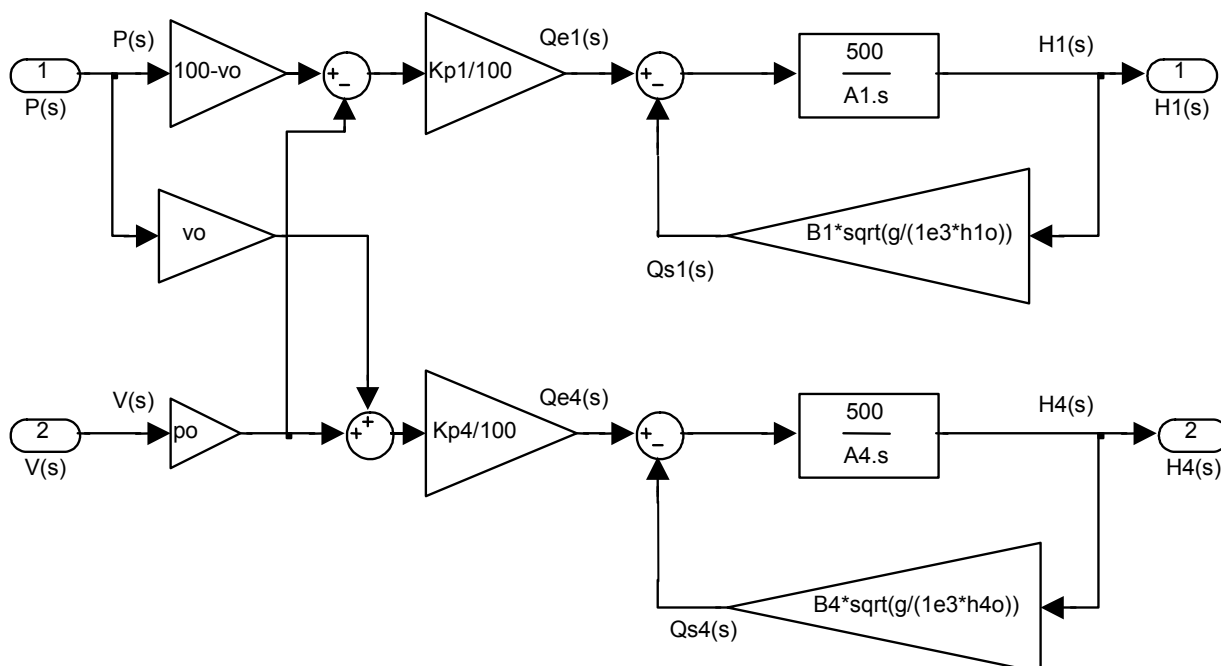 P(s)
1
P(s)
100-vo
+
-
Kp1/100
Qe1(s)
+
-
500
A1.s
H1(s)
1
H1(s)
vo
B1*sqrt(g/(1e3*h1o))
Qs1(s)
V(s)
2
V(s)
po
+
+
Kp4/100
Qe4(s)
+
-
500
A4.s
H4(s)
2
H4(s)
B4*sqrt(g/(1e3*h4o))
Qs4(s)